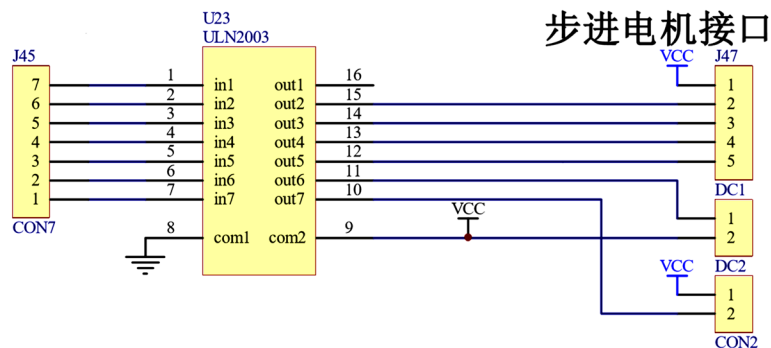 步进电机接口
U23
ULN2003
J45
7
6
5
4
3
2
1
CON7
1
2
3
4
5
6
7
8
in1
in2
in3
in4
in5
in6
in7
com1
out1
out2
out3
out4
out5
out6
out7
com2
16
15
14
13
12
11
10
9
VCC
VCC
J47
1
2
3
4
5
DC1
1
2
DC2
VCC
1
2
CON2